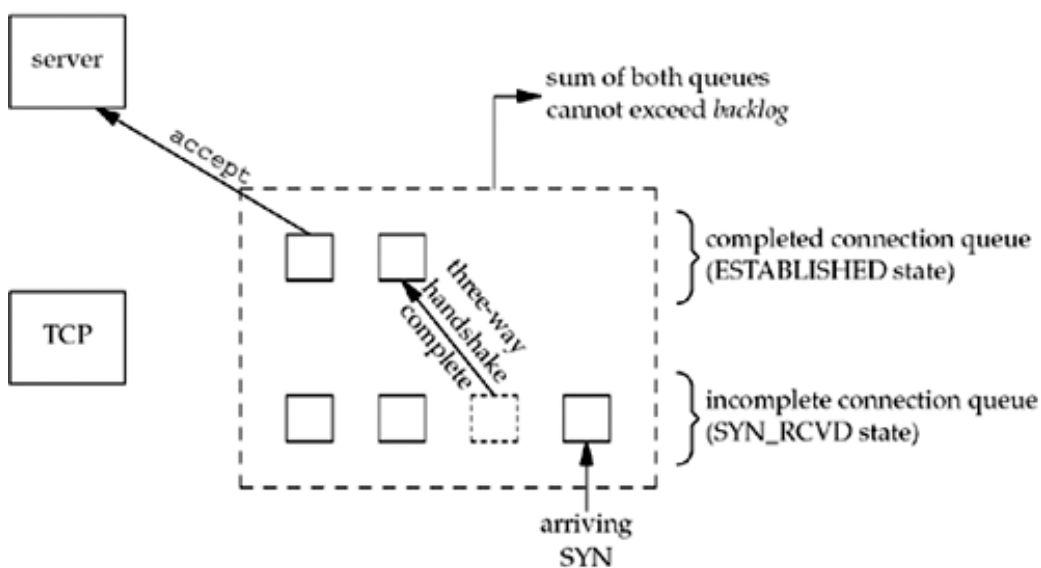 server
sum of both queues
cannot exceed backlog
accept
completed connection queue
(ESTABLISHED state)
three-way
handshake
complete
TCP
incomplete connection queue
(SYN_RCVD state)
arriving
SYN